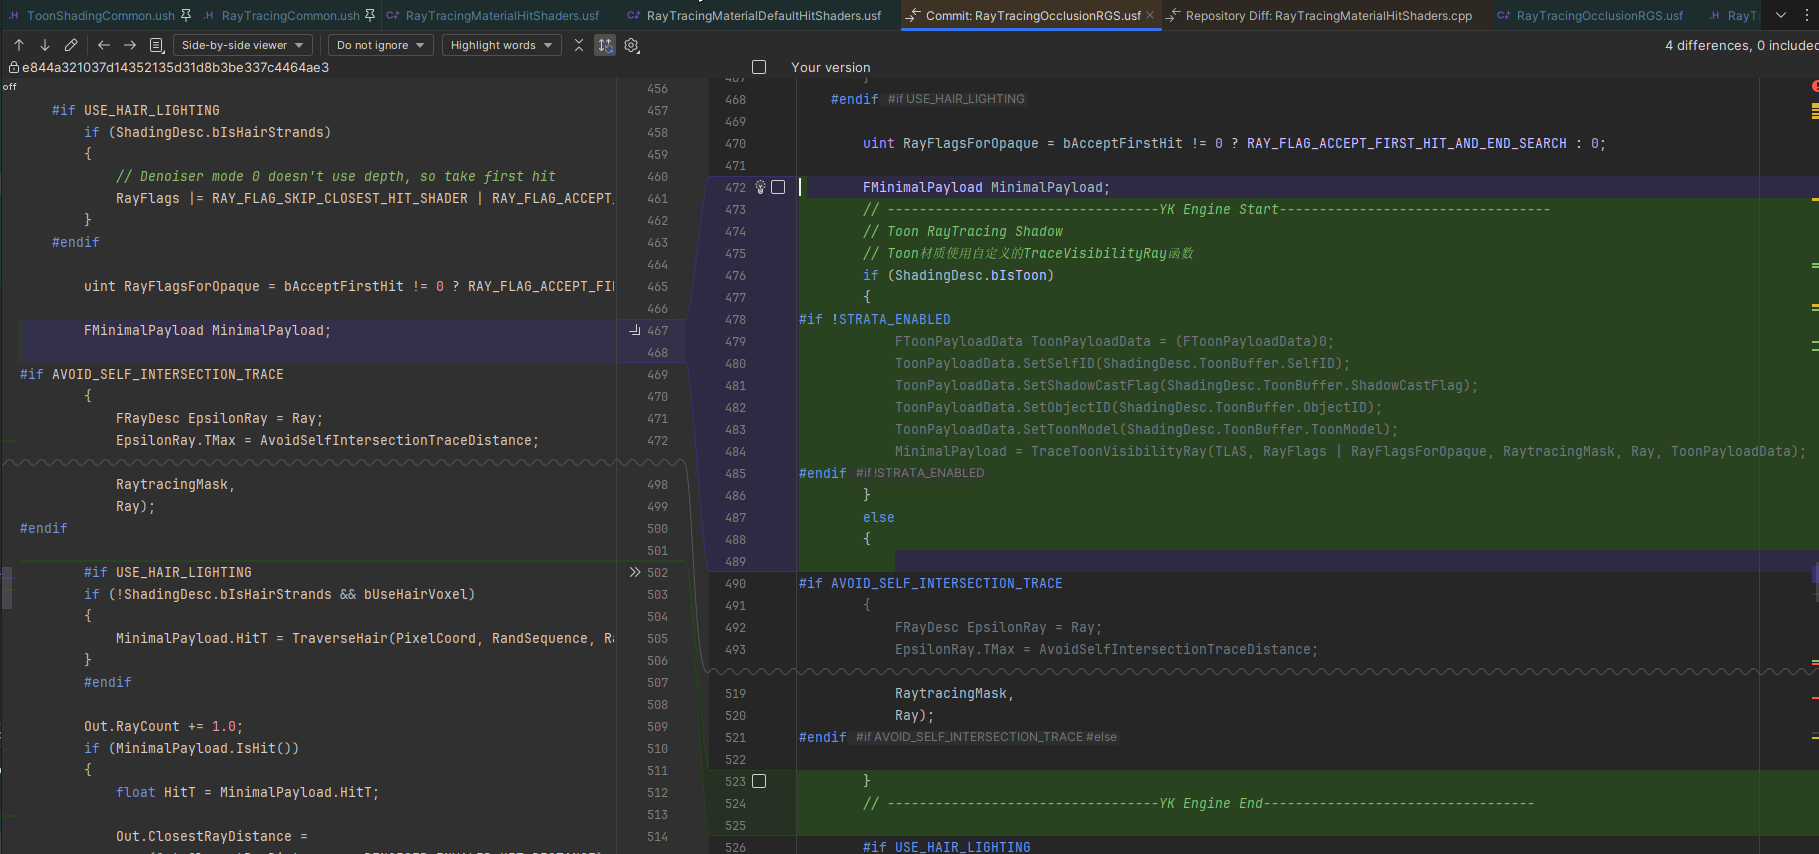 ToonShadingCommon.ush
RayTracingCommon.ush
RayTracingMaterialHitShaders.usf
RayTracingMaterialDefaultHitShaders.usf
Commit: RayTracingOcclusionRGS.usf
Repository Diff: RayTracingMaterialHitShaders.cpp
RayTracingOcclusionRGS.usf
Side-by-side viewer
Do not ignore
Highlight words
4 differences, 0 included
e844a321037d14352135d31d8b3be337c4464ae3
Your version
off
456
#if USE_HAIR_LIGHTING 457
if (ShadingDesc.bIsHairStrands) 458
{ 459
// Denoiser mode 0 doesn't use depth, so take first hit 460
RayFlags |= RAY_FLAG_SKIP_CLOSEST_HIT_SHADER | RAY_FLAG_ACCEPT_ 461
} 462
#endif 463
464
uint RayFlagsForOpaque = bAcceptFirstHit != 0 ? RAY_FLAG_ACCEPT_FI 465
466
FMinimalPayload MinimalPayload; 467
468
#if AVOID_SELF_INTERSECTION_TRACE 469
{ 470
FRayDesc EpsilonRay = Ray; 471
EpsilonRay.TMax = AvoidSelfIntersectionTraceDistance; 472
RaytracingMask, 498
Ray); 499
#endif 500
501
#if USE_HAIR_LIGHTING 502
if (!ShadingDesc.bIsHairStrands && bUseHairVoxel) 503
{ 504
MinimalPayload.HitT = TraverseHair(PixelCoord, RandSequence, Ra 505
} 506
#endif 507
508
Out.RayCount += 1.0; 509
if (MinimalPayload.IsHit()) 510
{ 511
float HitT = MinimalPayload.HitT; 512
513
Out.ClosestRayDistance = 514
467 }
468 #endif #if USE_HAIR_LIGHTING
469
470 uint RayFlagsForOpaque = bAcceptFirstHit != 0 ? RAY_FLAG_ACCEPT_FIRST_HIT_AND_END_SEARCH : 0;
471
472 FMinimalPayload MinimalPayload;
473 // ----------------------------------YK Engine Start----------------------------------
474 // Toon RayTracing Shadow
475 // Toon材质使用自定义的TraceVisibilityRay函数
476 if (ShadingDesc.bIsToon)
477 {
478 #if !STRATA_ENABLED
479 FToonPayloadData ToonPayloadData = (FToonPayloadData)0;
480 ToonPayloadData.SetSelfID(ShadingDesc.ToonBuffer.SelfID);
481 ToonPayloadData.SetShadowCastFlag(ShadingDesc.ToonBuffer.ShadowCastFlag);
482 ToonPayloadData.SetObjectID(ShadingDesc.ToonBuffer.ObjectID);
483 ToonPayloadData.SetToonModel(ShadingDesc.ToonBuffer.ToonModel);
484 MinimalPayload = TraceToonVisibilityRay(TLAS, RayFlags | RayFlagsForOpaque, RaytracingMask, Ray, ToonPayloadData);
485 #endif #if !STRATA_ENABLED
486 }
487 else
488 {
489
490 #if AVOID_SELF_INTERSECTION_TRACE
491 {
492 FRayDesc EpsilonRay = Ray;
493 EpsilonRay.TMax = AvoidSelfIntersectionTraceDistance;
519 RaytracingMask,
520 Ray);
521 #endif #if AVOID_SELF_INTERSECTION_TRACE #else
522
523 }
524 // ----------------------------------YK Engine End----------------------------------
525
526 #if USE_HAIR_LIGHTING